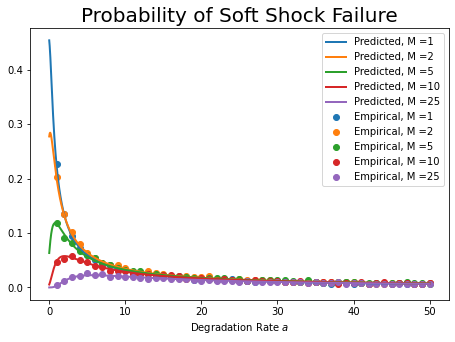 Probability of Soft Shock Failure
Predicted, M =1
Predicted, M =2
Predicted, M =5
Predicted, M =10
Predicted, M =25
Empirical, M =1
Empirical, M =2
Empirical, M =5
Empirical, M =10
Empirical, M =25
0.4
0.3
0.2
0.1
0.0
0 10 20 30 40 50
Degradation Rate a